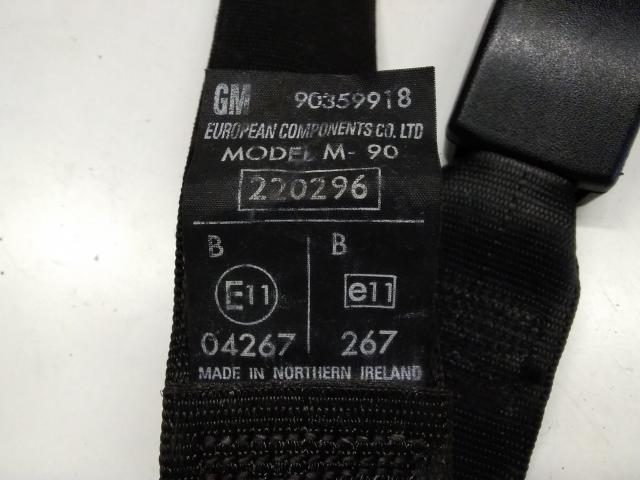 GM 90359918
EUROPEAN COMPONENTS CO. LTD
MODEL M- 90
220296
B B
E11 e11
04267 267
MADE IN NORTHERN IRELAND